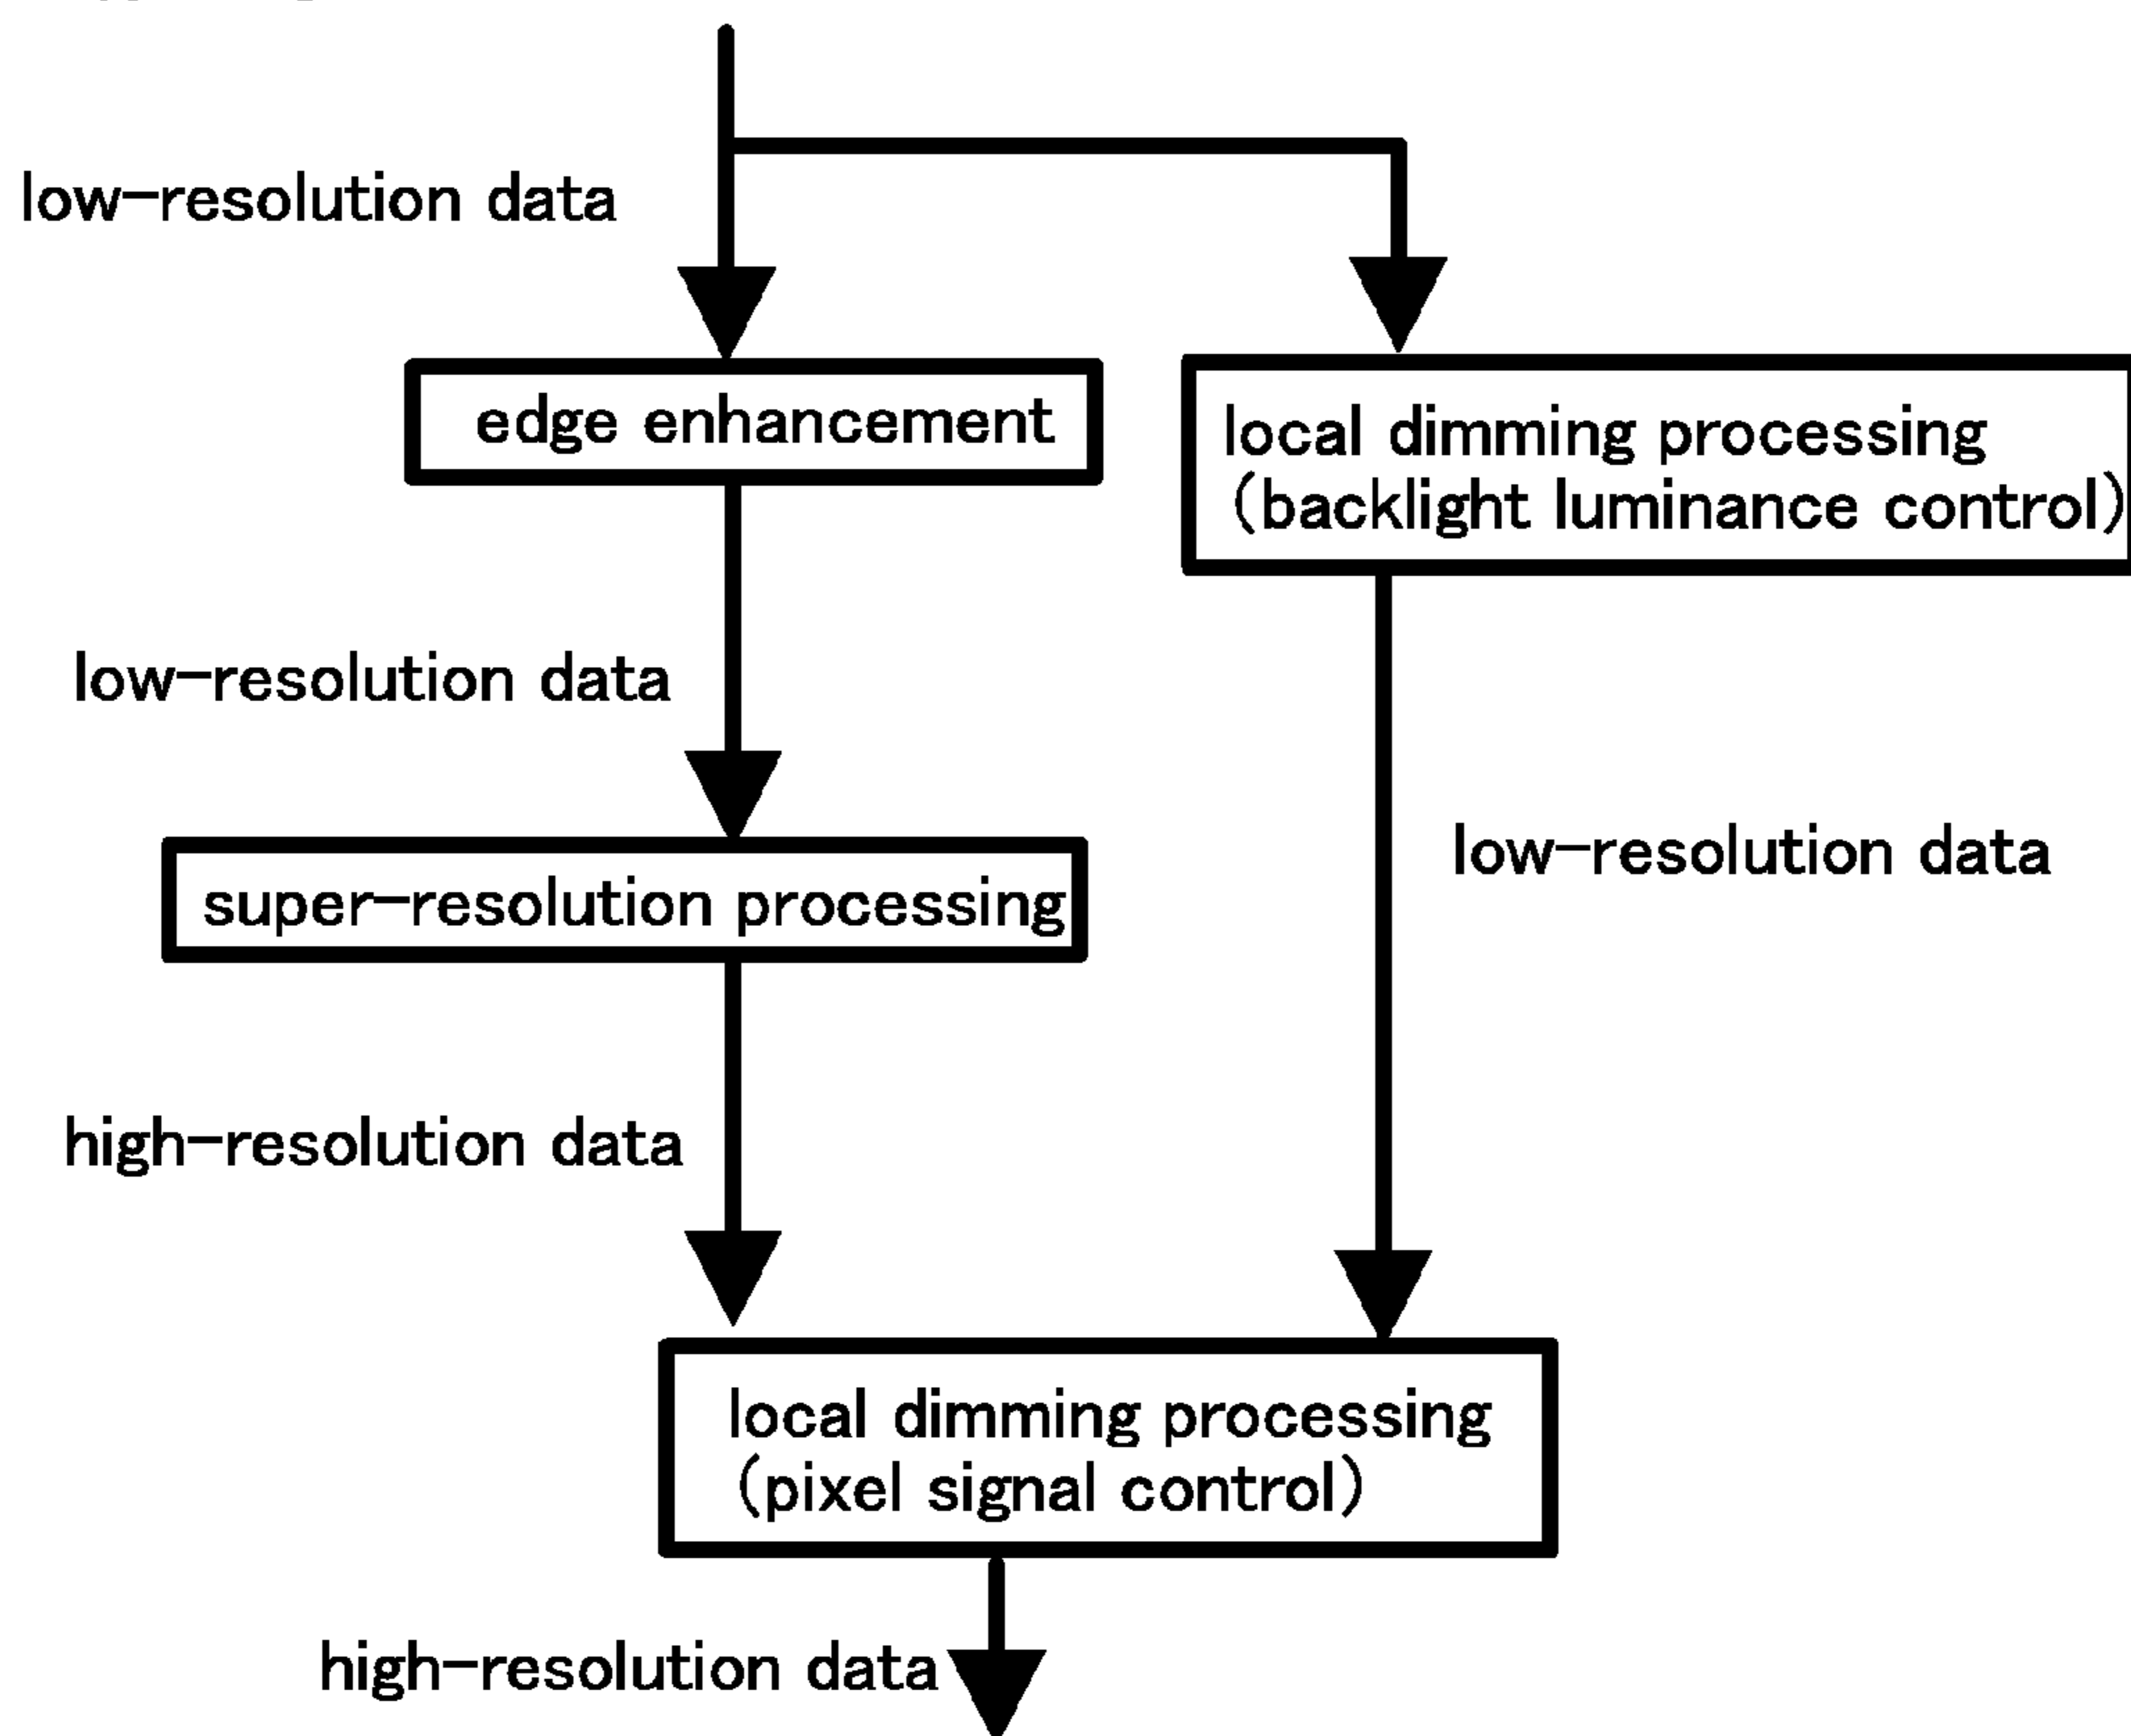 low-resolution data
edge enhancement
local dimming processing
(backlight luminance control)
low-resolution data
super-resolution processing
low-resolution data
high-resolution data
local dimming processing
(pixel signal control)
high-resolution data